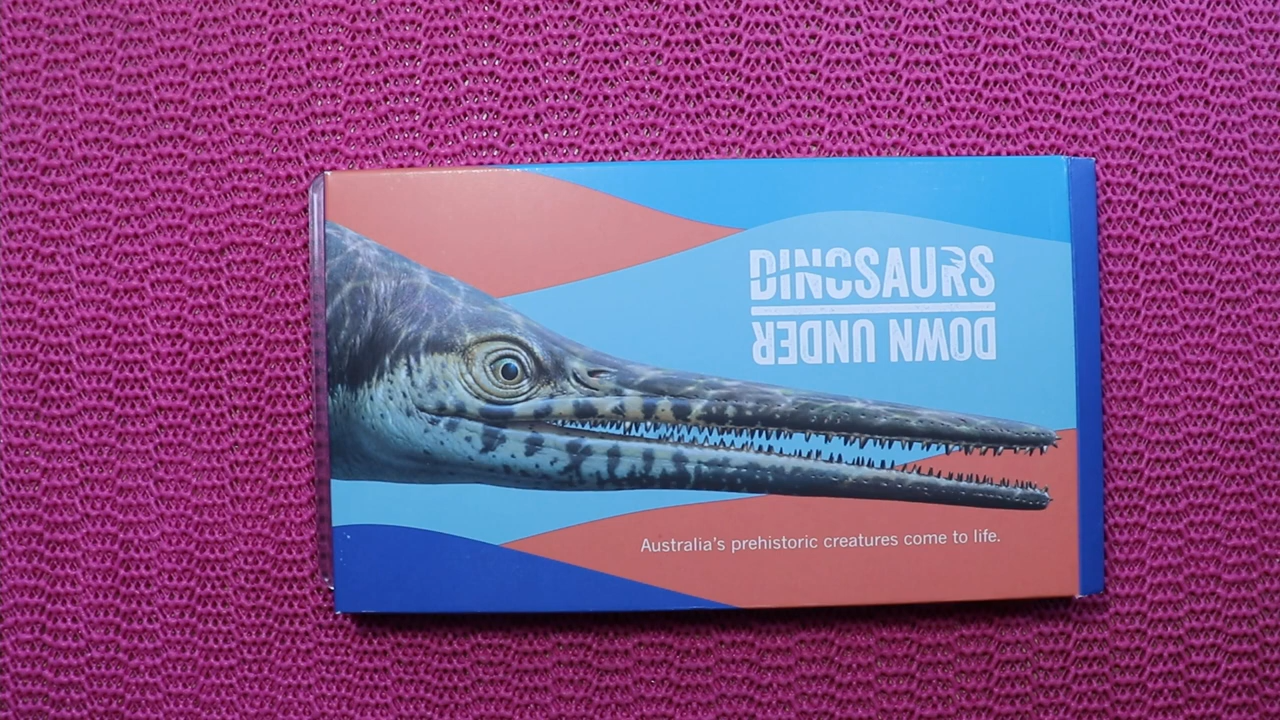 DINOSAURS
DOWN UNDER
Australia's prehistoric creatures come to life.